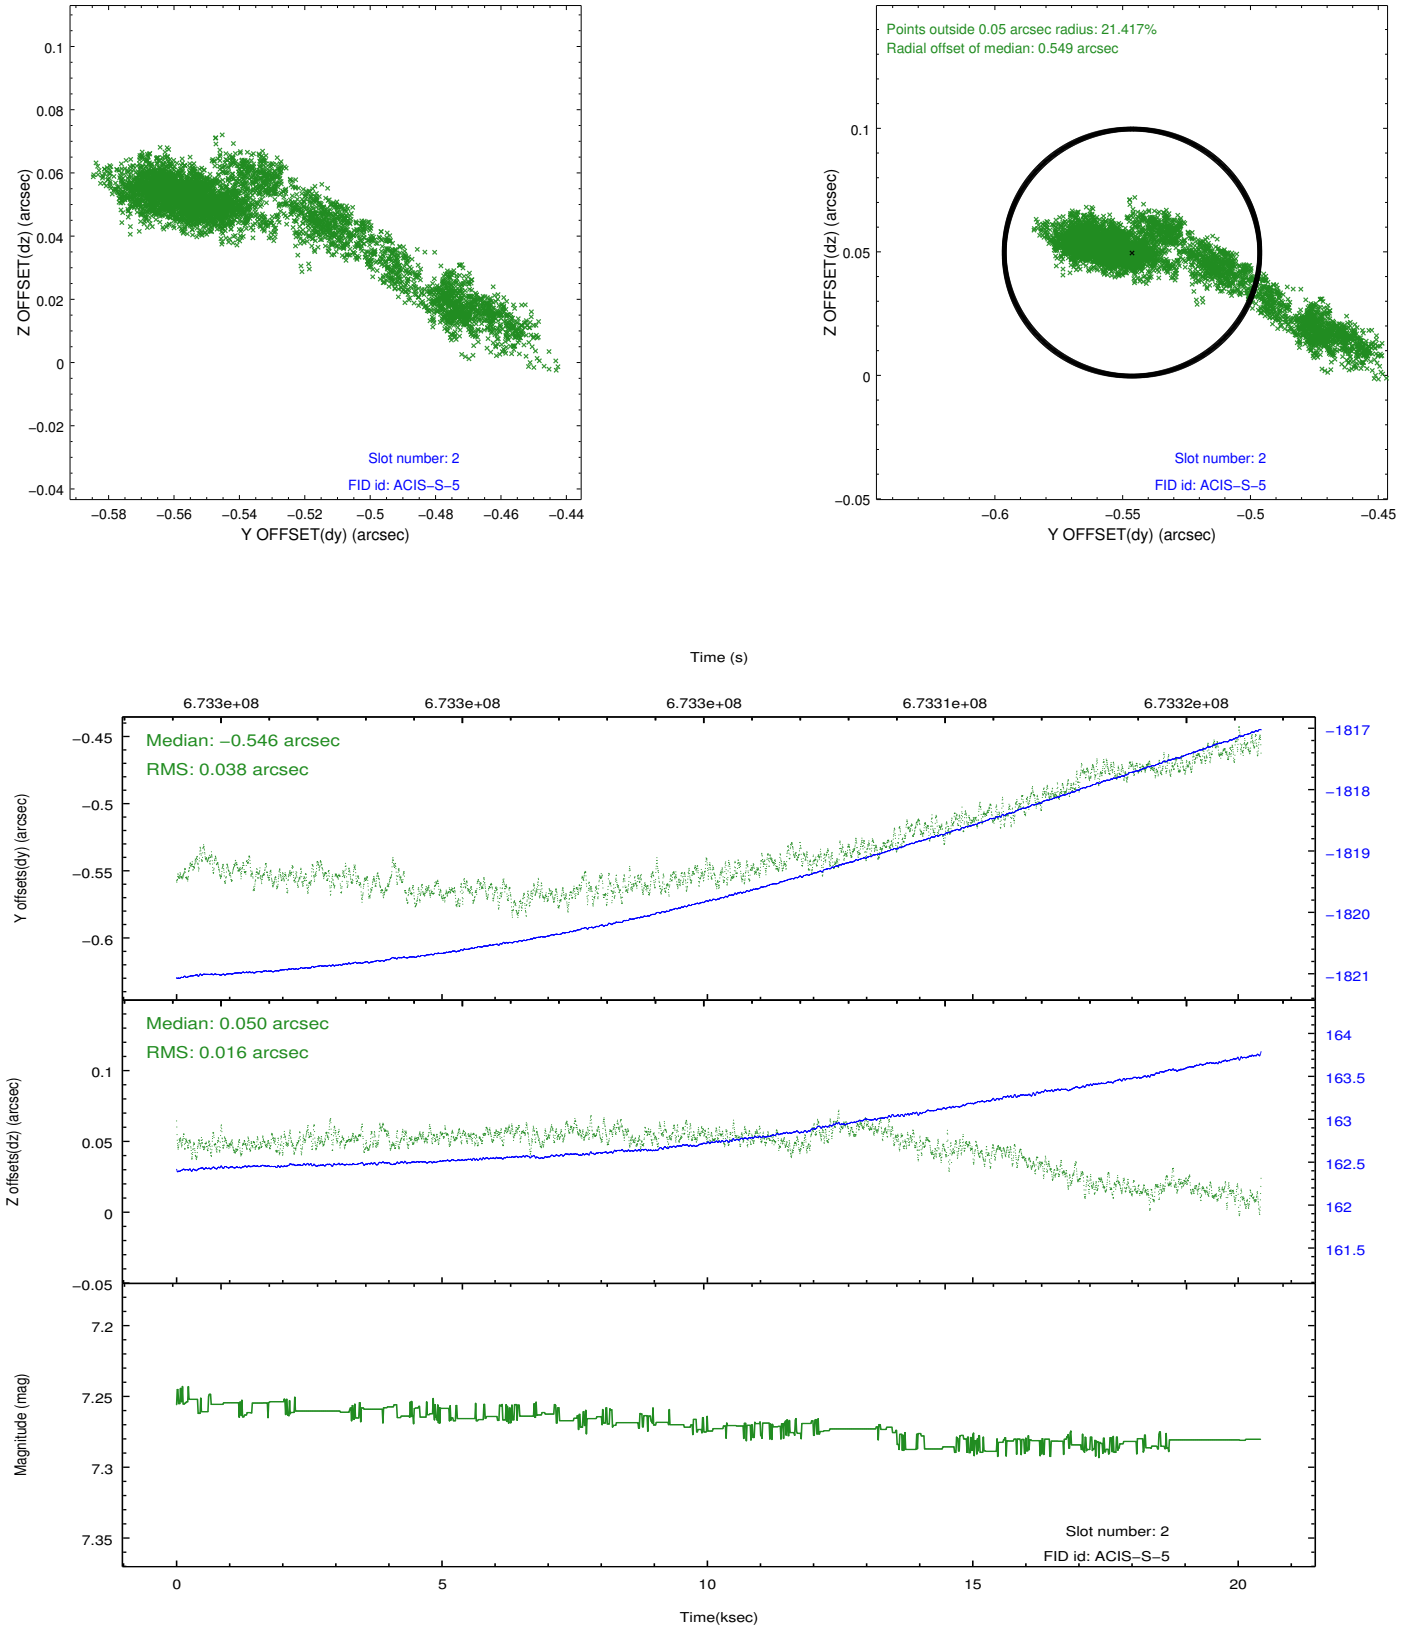 0.1
0.08
0.06
0.04
0.02
0
−0.02
−0.04
Z OFFSET(dz) (arcsec)
Slot number: 2
FID id: ACIS−S−5
−0.58 −0.56 −0.54 −0.52 −0.5 −0.48 −0.46 −0.44
Y OFFSET(dy) (arcsec)
Points outside 0.05 arcsec radius: 21.417%
Radial offset of median: 0.549 arcsec
0.1
0.05
0
−0.05
Z OFFSET(dz) (arcsec)
Slot number: 2
FID id: ACIS−S−5
−0.6 −0.55 −0.5 −0.45
Y OFFSET(dy) (arcsec)
Time (s)
6.733e+08 6.733e+08 6.733e+08 6.7331e+08 6.7332e+08
Median: −0.546 arcsec
RMS: 0.038 arcsec
−0.45
−0.5
−0.55
−0.6
Y offsets(dy) (arcsec)
−1817
−1818
−1819
−1820
−1821
Median: 0.050 arcsec
RMS: 0.016 arcsec
0.1
0.05
0
−0.05
Z offsets(dz) (arcsec)
164
163.5
163
162.5
162
161.5
7.2
7.25
7.3
7.35
Magnitude (mag)
Slot number: 2
FID id: ACIS−S−5
0 5 10 15 20
Time(ksec)